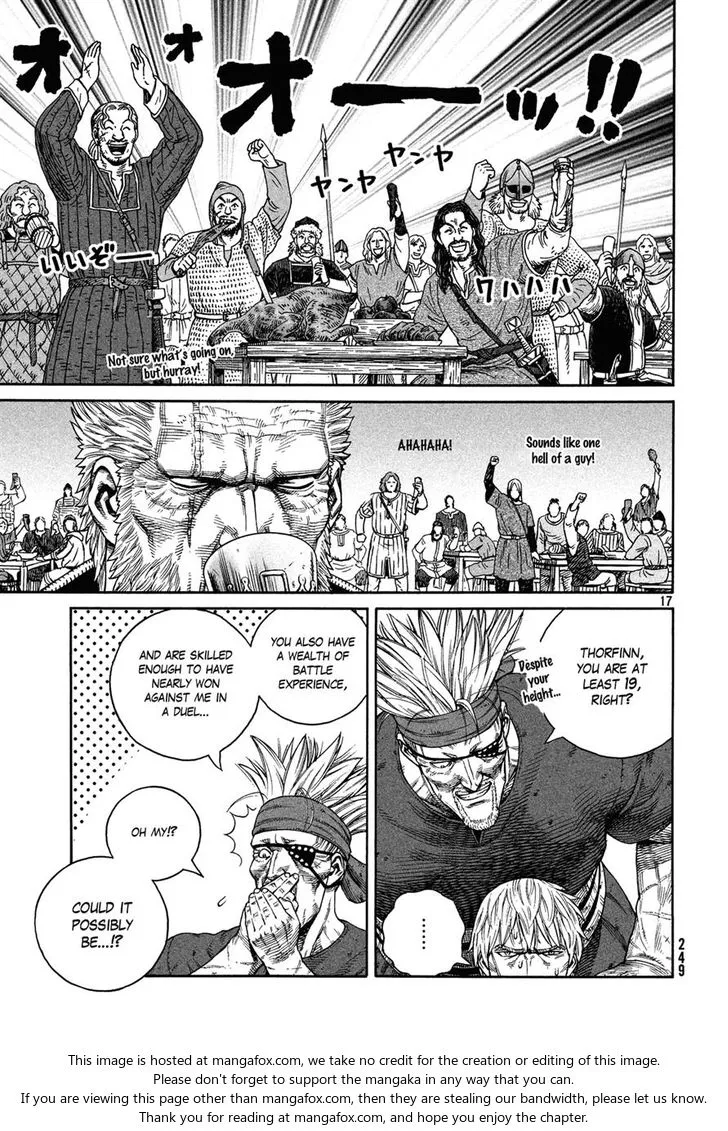 オーーッ!!
オ
オ
ヤンヤ
ヤンヤ
ワハハハハ
いいぞーー
Not sure what's going on,
but hurray!
Sounds like one
hell of a guy!
AHAHAHA!
17
THORFINN,
YOU ARE AT
LEAST 19,
RIGHT?
Despite
your
height...
......
YOU ALSO HAVE
A WEALTH OF
BATTLE
EXPERIENCE,
AND ARE SKILLED
ENOUGH TO HAVE
NEARLY WON
AGAINST ME IN
A DUEL...
OH MY!?
COULD IT
POSSIBLY
BE...!?
249
This image is hosted at mangafox.com, we take no credit for the creation or editing of this image.
Please don't forget to support the mangaka in any way that you can.
If you are viewing this page other than mangafox.com, then they are stealing our bandwidth, please let us know.
Thank you for reading at mangafox.com, and hope you enjoy the chapter.